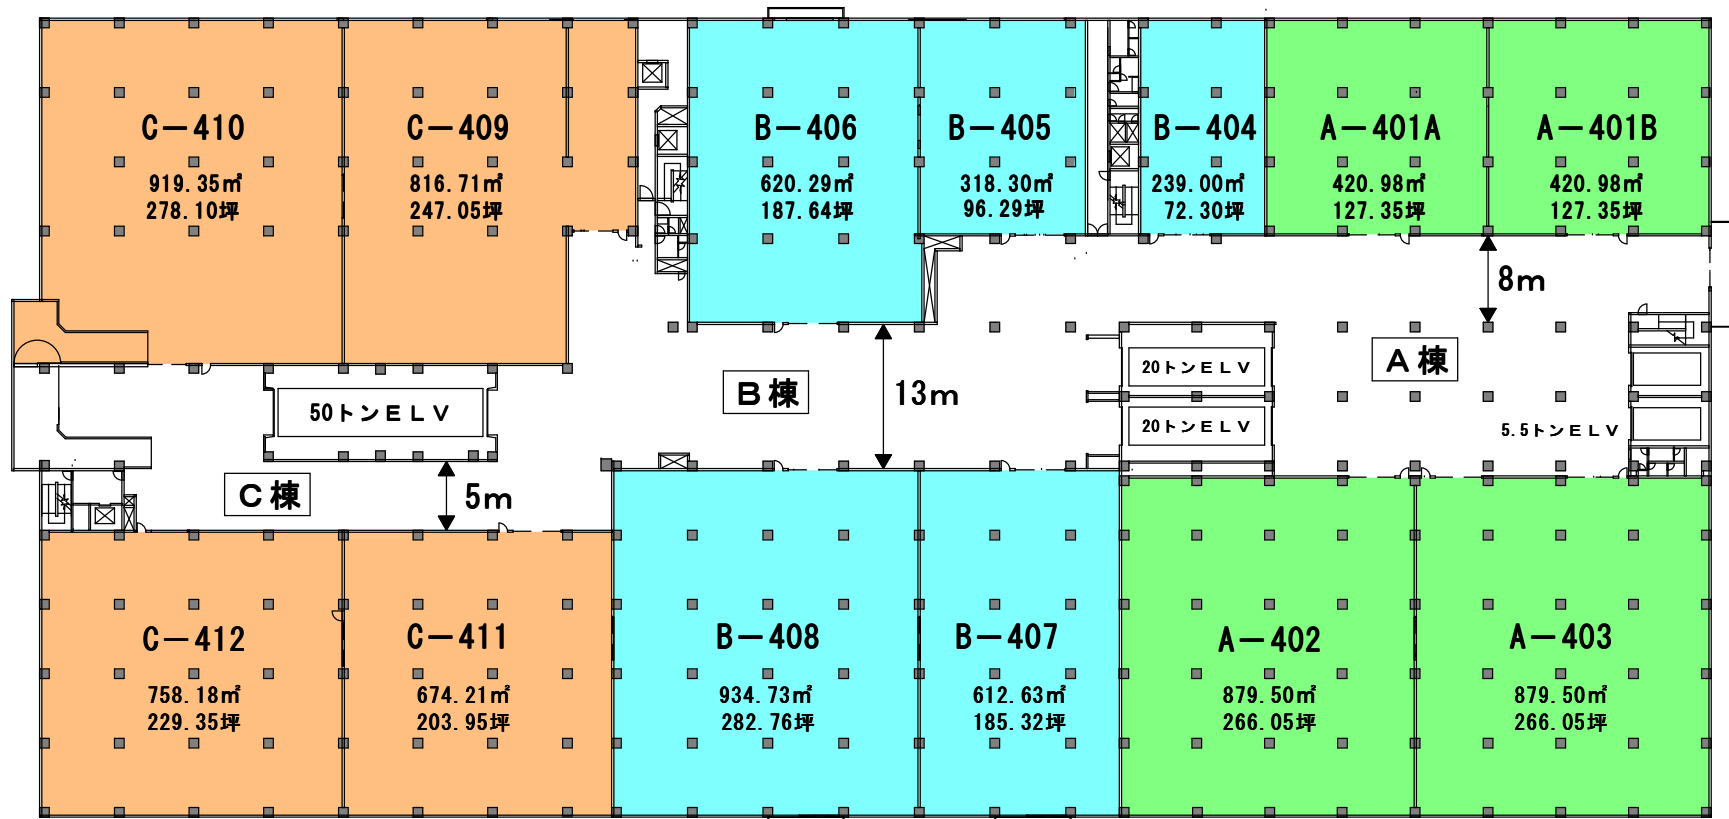 C－410
919.35㎡
278.10坪
C－409
816.71㎡
247.05坪
B－406
620.29㎡
187.64坪
B－405
318.30㎡
96.29坪
B－404
239.00㎡
72.30坪
A－401A
420.98㎡
127.35坪
A－401B
420.98㎡
127.35坪
8m
20トンＥＬＶ
A棟
50トンＥＬＶ
B棟
13m
20トンＥＬＶ
5.5トンＥＬＶ
C棟
5m
C－412
758.18㎡
229.35坪
C－411
674.21㎡
203.95坪
B－408
934.73㎡
282.76坪
B－407
612.63㎡
185.32坪
A－402
879.50㎡
266.05坪
A－403
879.50㎡
266.05坪